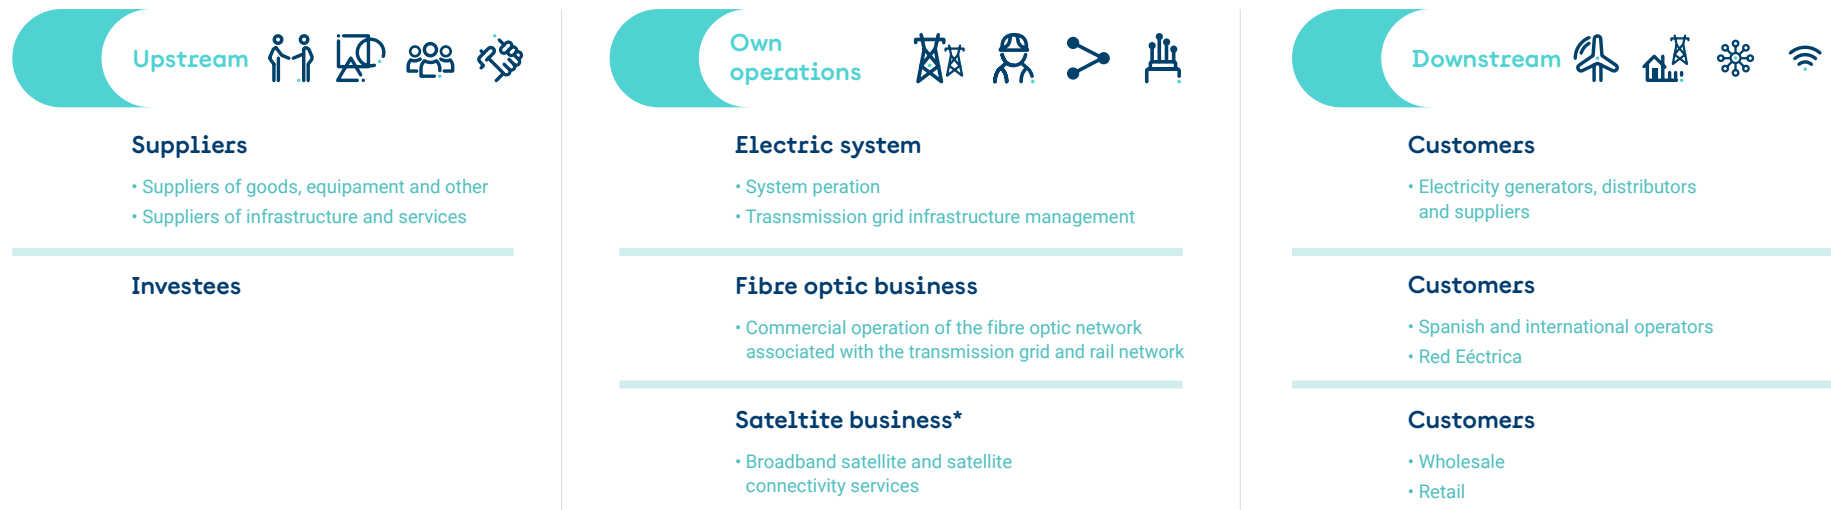 Upstream
Suppliers
• Suppliers of goods, equipament and other
• Suppliers of infrastructure and services
Investees
Own
operations
Electric system
• System peration
• Trasnsmission grid infrastructure management
Fibre optic business
• Commercial operation of the fibre optic network
associated with the transmission grid and rail network
Sateltite business*
• Broadband satellite and satellite
connectivity services
Downstream
Customers
• Electricity generators, distributors
and suppliers
Customers
• Spanish and international operators
• Red Eéctrica
Customers
• Wholesale
• Retail